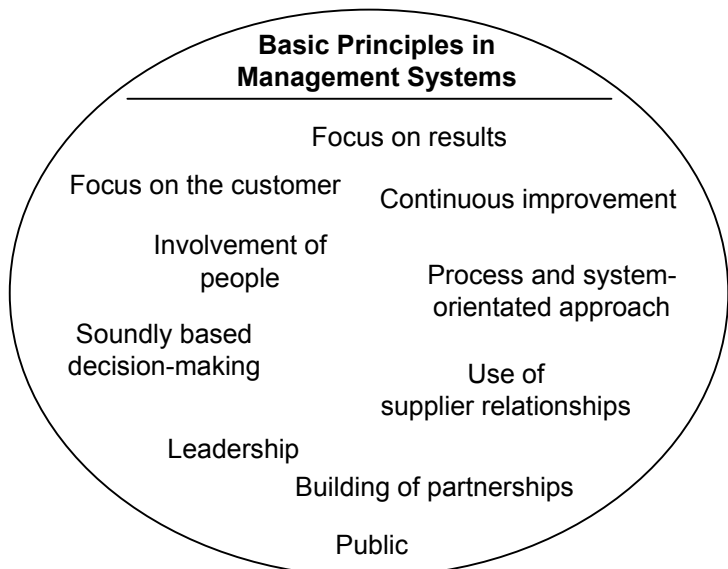 Basic Principles in
Management Systems
Focus on results
Focus on the customer
Continuous improvement
Involvement of
people
Process and system-
orientated approach
Soundly based
decision-making
Use of
supplier relationships
Leadership
Building of partnerships
Public